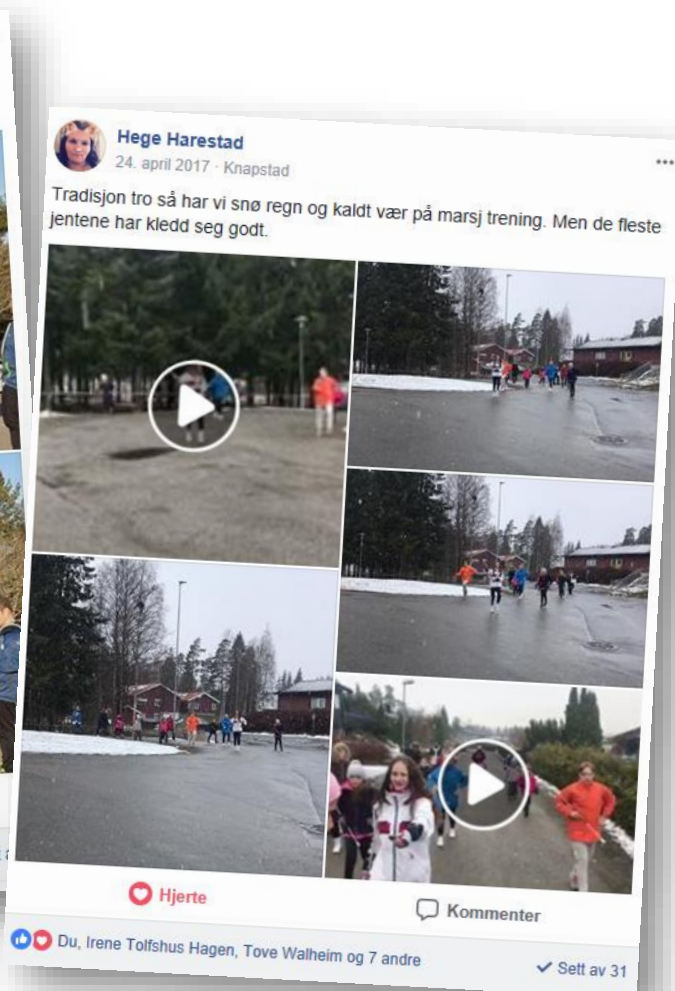 Hege Harestad
24. april 2017 · Knapstad
Tradisjon tro så har vi snø regn og kaldt vær på marsj trening. Men de fleste
jentene har kledd seg godt.
Hjerte
Kommenter
Du, Irene Tolfshus Hagen, Tove Walheim og 7 andre
Sett av 31